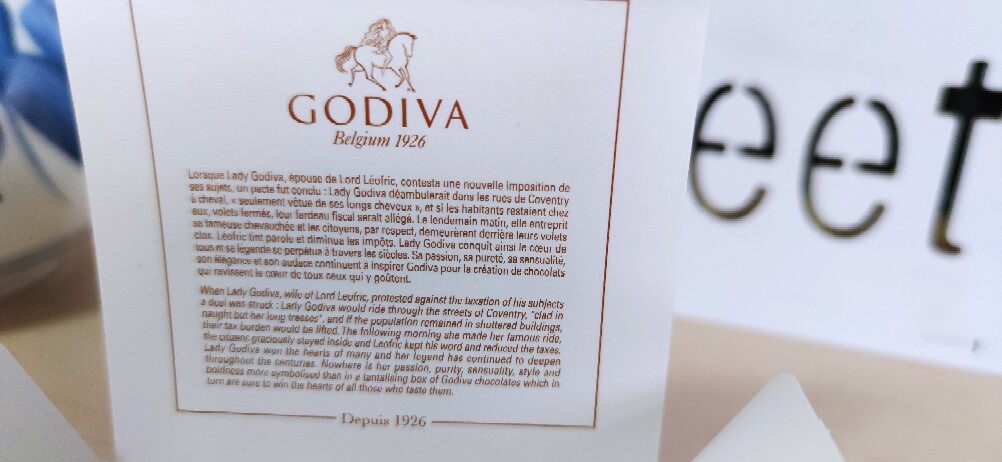 GODIVA
Belgium 1926
Lorsque Lady Godiva, épouse de Lord Léofric, contesta une nouvelle imposition de
ses sujets, un pacte fut conclu : Lady Godiva déambulerait dans les rues de Coventry
à cheval, « seulement vêtue de ses longs cheveux », et si les habitants restaient chez
eux, volets fermés, leur fardeau fiscal serait allégé. Le lendemain matin, elle entreprit
sa fameuse chevauchée et les citoyens, par respect, demeurèrent derrière leurs volets
clos. Léofric tint parole et diminua les impôts. Lady Godiva conquit ainsi le cœur de
tous et sa légende se perpétua à travers les siècles. Sa passion, sa pureté, sa sensualité,
son élégance et son audace continuent à inspirer Godiva pour la création de chocolats
qui ravissent le cœur de tous ceux qui y goûtent.
When Lady Godiva, wife of Lord Leofric, protested against the taxation of his subjects
a deal was struck : Lady Godiva would ride through the streets of Coventry, "clad in
naught but her long tresses", and if the population remained in shuttered buildings,
their tax burden would be lifted. The following morning she made her famous ride,
the citizens graciously stayed inside and Leofric kept his word and reduced the taxes.
Lady Godiva won the hearts of many and her legend has continued to deepen
throughout the centuries. Nowhere is her passion, purity, sensuality, style and
boldness more symbolised than in a tantalising box of Godiva chocolates which in
turn are sure to win the hearts of all those who taste them.
Depuis 1926
eet